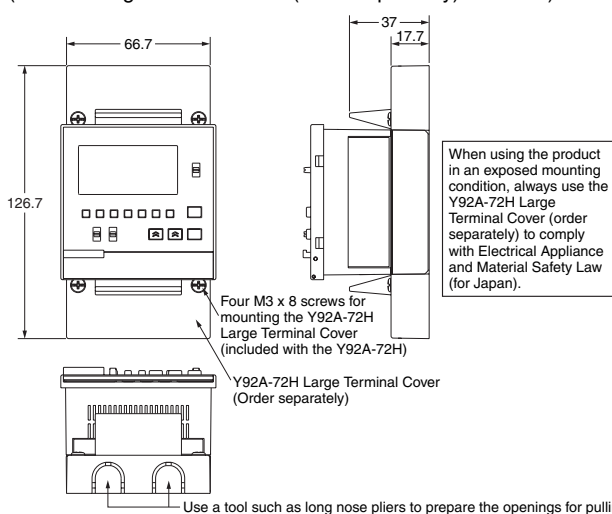 37
17.7
66.7
126.7
When using the product
in an exposed mounting
condition, always use the
Y92A-72H Large
Terminal Cover (order
separately) to comply
with Electrical Appliance
and Material Safety Law
(for Japan).
Four M3 x 8 screws for
mounting the Y92A-72H
Large Terminal Cover
(included with the Y92A-72H)
Y92A-72H Large Terminal Cover
(Order separately)
Use a tool such as long nose pliers to prepare the openings for pulli